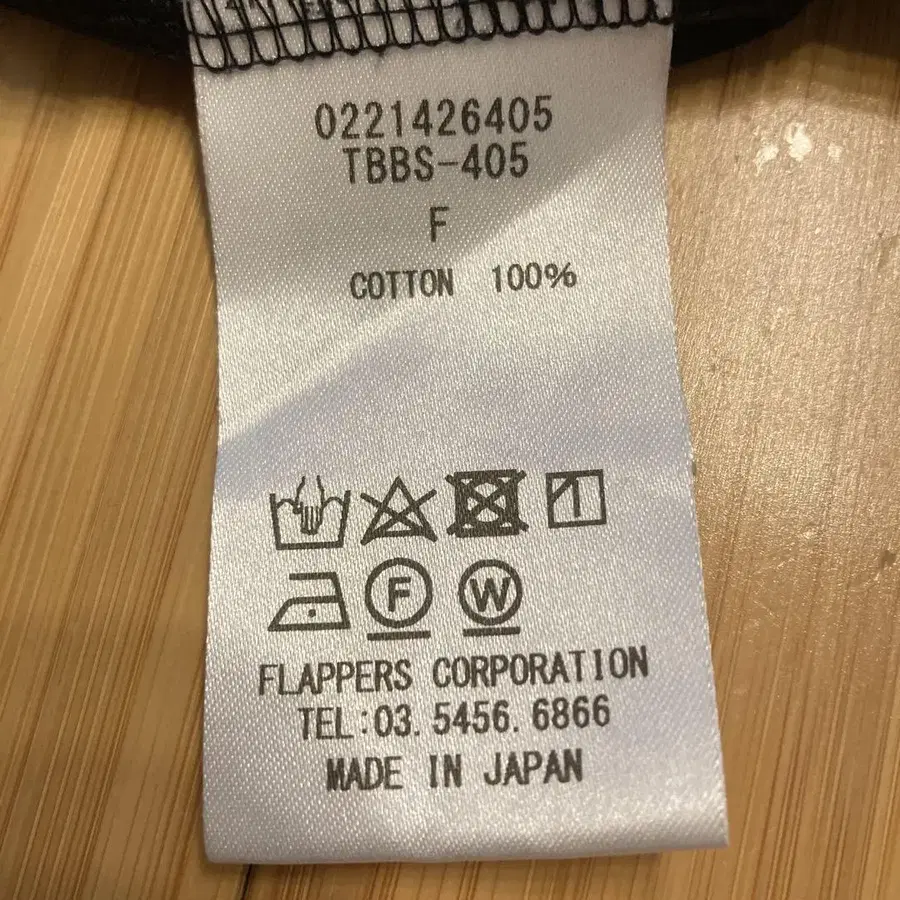 0221426405
TBBS-405
F
COTTON 100%
F W
FLAPPERS CORPORATION
TEL:03.5456.6866
MADE IN JAPAN